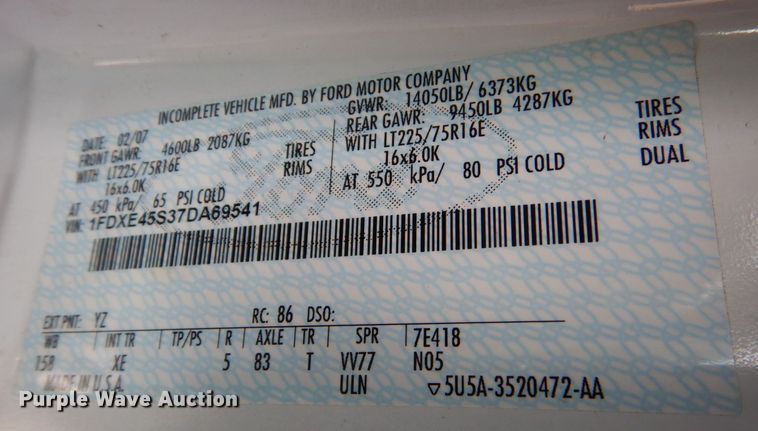 INCOMPLETE VEHICLE MFD. BY FORD MOTOR COMPANY
DATE: 02/07 GVWR: 14050LB/ 6373KG
FRONT GAWR: 4600LB 2087KG REAR GAWR: 9450LB 4287KG
WITH LT225/75R16E TIRES WITH LT225/75R16E TIRES
16x6.0K RIMS 16x6.0K RIMS
AT 450 kPa/ 65 PSI COLD AT 550 kPa/ 80 PSI COLD DUAL
VIN: 1FDXE45S37DA69541
EXT PNT: YZ RC: 86 DSO:
WB INT TR TP/PS R AXLE TR SPR 7E418
158 XE 5 83 T VV77 N05
MADE IN U.S.A. ULN ▽5U5A-3520472-AA
Purple Wave Auction